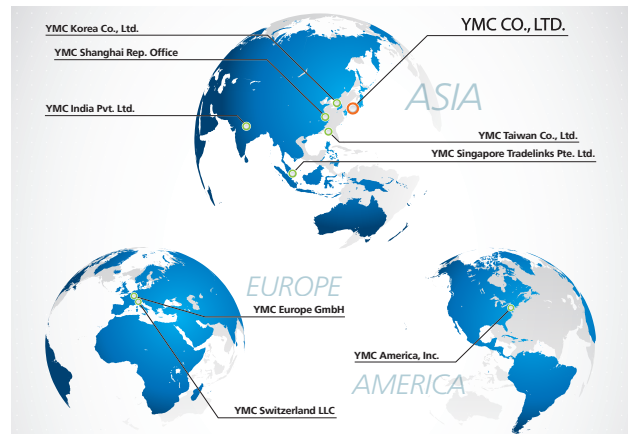 YMC Korea Co., Ltd.
YMC CO., LTD.
YMC Shanghai Rep. Office
ASIA
YMC India Pvt. Ltd.
YMC Taiwan Co., Ltd.
YMC Singapore Tradelinks Pte. Ltd.
EUROPE
YMC Europe GmbH
YMC America, Inc.
AMERICA
YMC Switzerland LLC